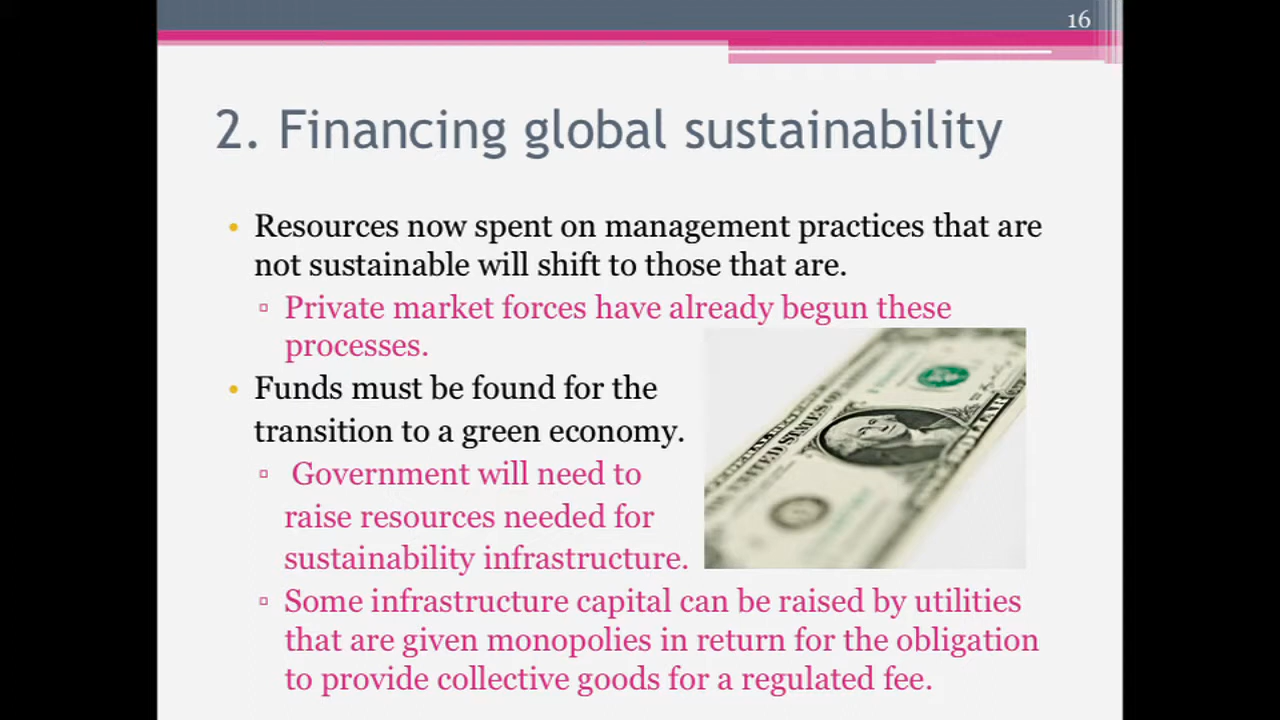 16
2. Financing global sustainability
• Resources now spent on management practices that are
not sustainable will shift to those that are.
▫ Private market forces have already begun these
processes.
• Funds must be found for the
transition to a green economy.
▫ Government will need to
raise resources needed for
sustainability infrastructure.
▫ Some infrastructure capital can be raised by utilities
that are given monopolies in return for the obligation
to provide collective goods for a regulated fee.